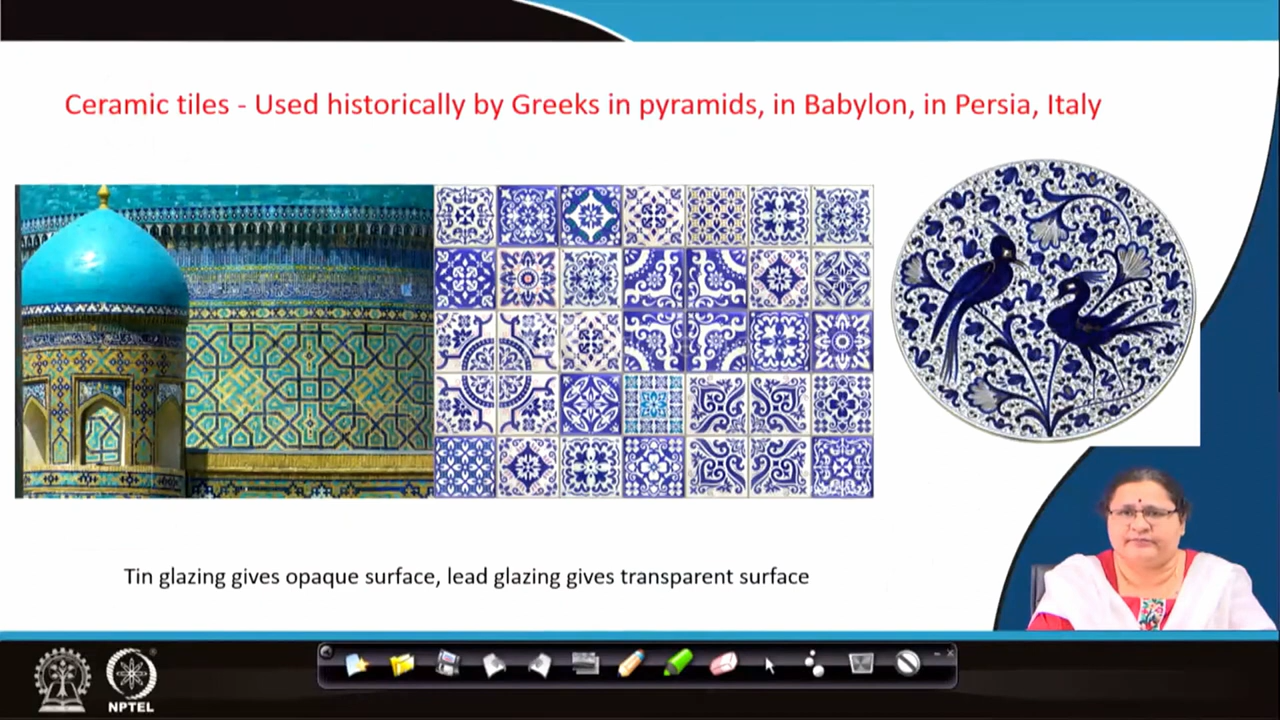 Ceramic tiles - Used historically by Greeks in pyramids, in Babylon, in Persia, Italy
Tin glazing gives opaque surface, lead glazing gives transparent surface
NPTEL